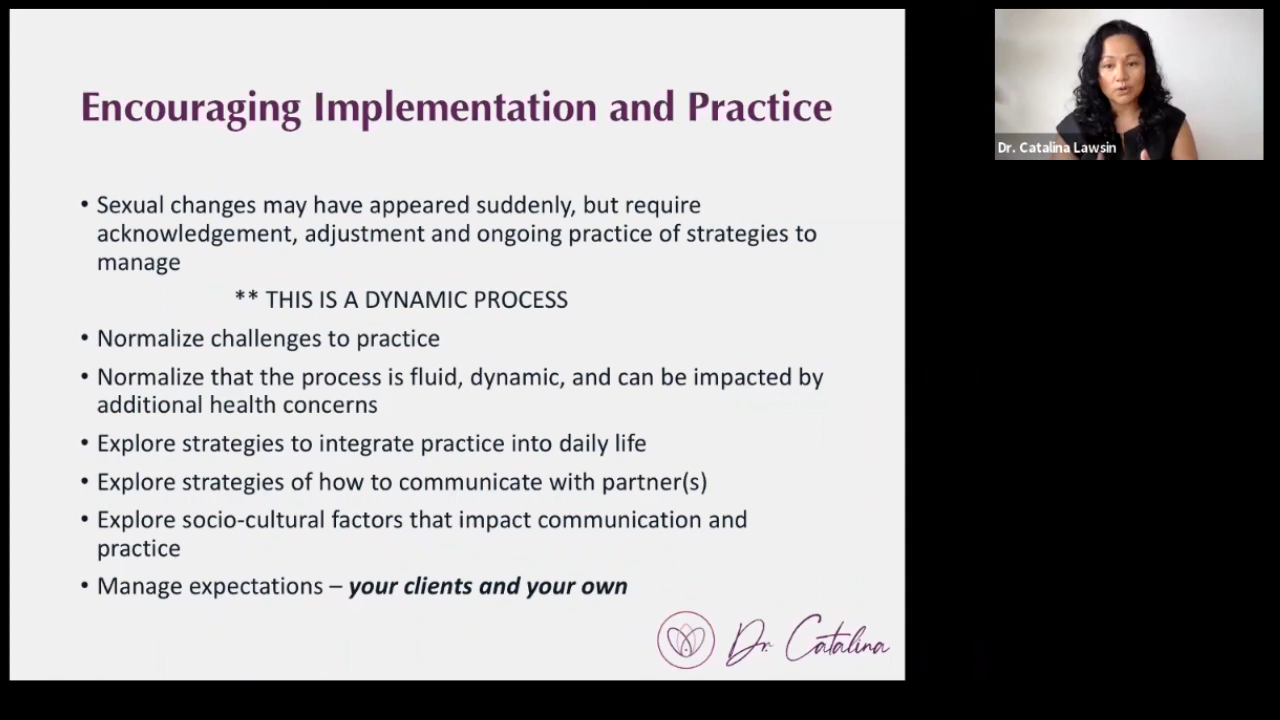 Encouraging Implementation and Practice
• Sexual changes may have appeared suddenly, but require
acknowledgement, adjustment and ongoing practice of strategies to
manage
** THIS IS A DYNAMIC PROCESS
• Normalize challenges to practice
• Normalize that the process is fluid, dynamic, and can be impacted by
additional health concerns
• Explore strategies to integrate practice into daily life
• Explore strategies of how to communicate with partner(s)
• Explore socio-cultural factors that impact communication and
practice
• Manage expectations – your clients and your own
Dr. Catalina
Dr. Catalina Lawsin